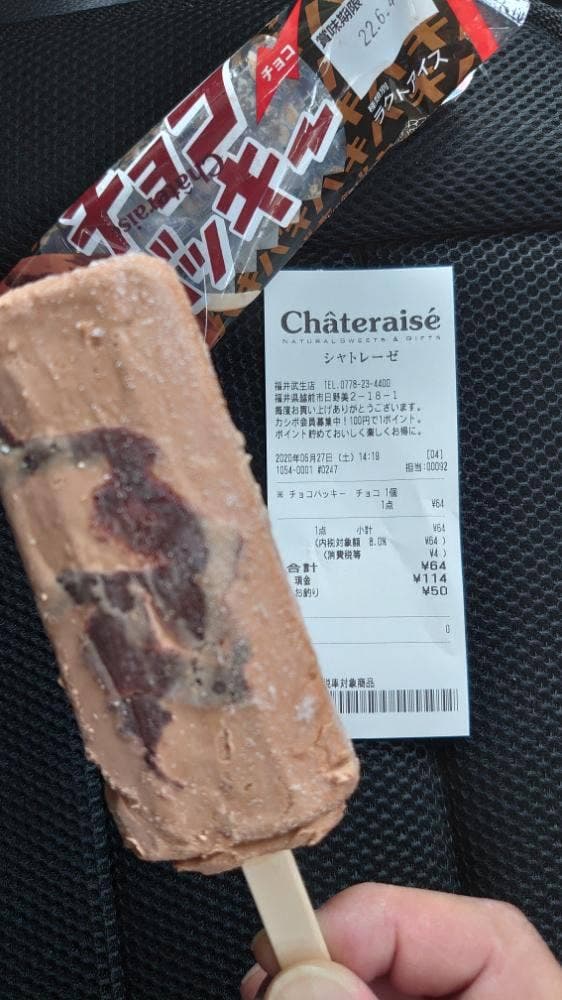 チョコ
賞味期限
22.6.4
種類別
ラクトアイス
チョコ
バッキー
Châteraisé
Châteraisé
NATURAL SWEETS & GIFTS
シャトレーゼ
福井武生店 TEL.0778-23-4400
福井県越前市日野美2-18-1
毎度お買い上げありがとうございます。
カシポ会員募集中!100円で1ポイント。
ポイント貯めておいしく楽しくお得に。
2020年06月27日(土)14:18 [04]
1054-0001 #0247 担当:00092
※ チョコバッキー チョコ 1個
1点 ¥64
1点 小計 ¥64
(内税対象額 8.0% ¥64 )
(消費税等 ¥4 )
合計 ¥64
現金 ¥114
お釣り ¥50
0
税率対象商品